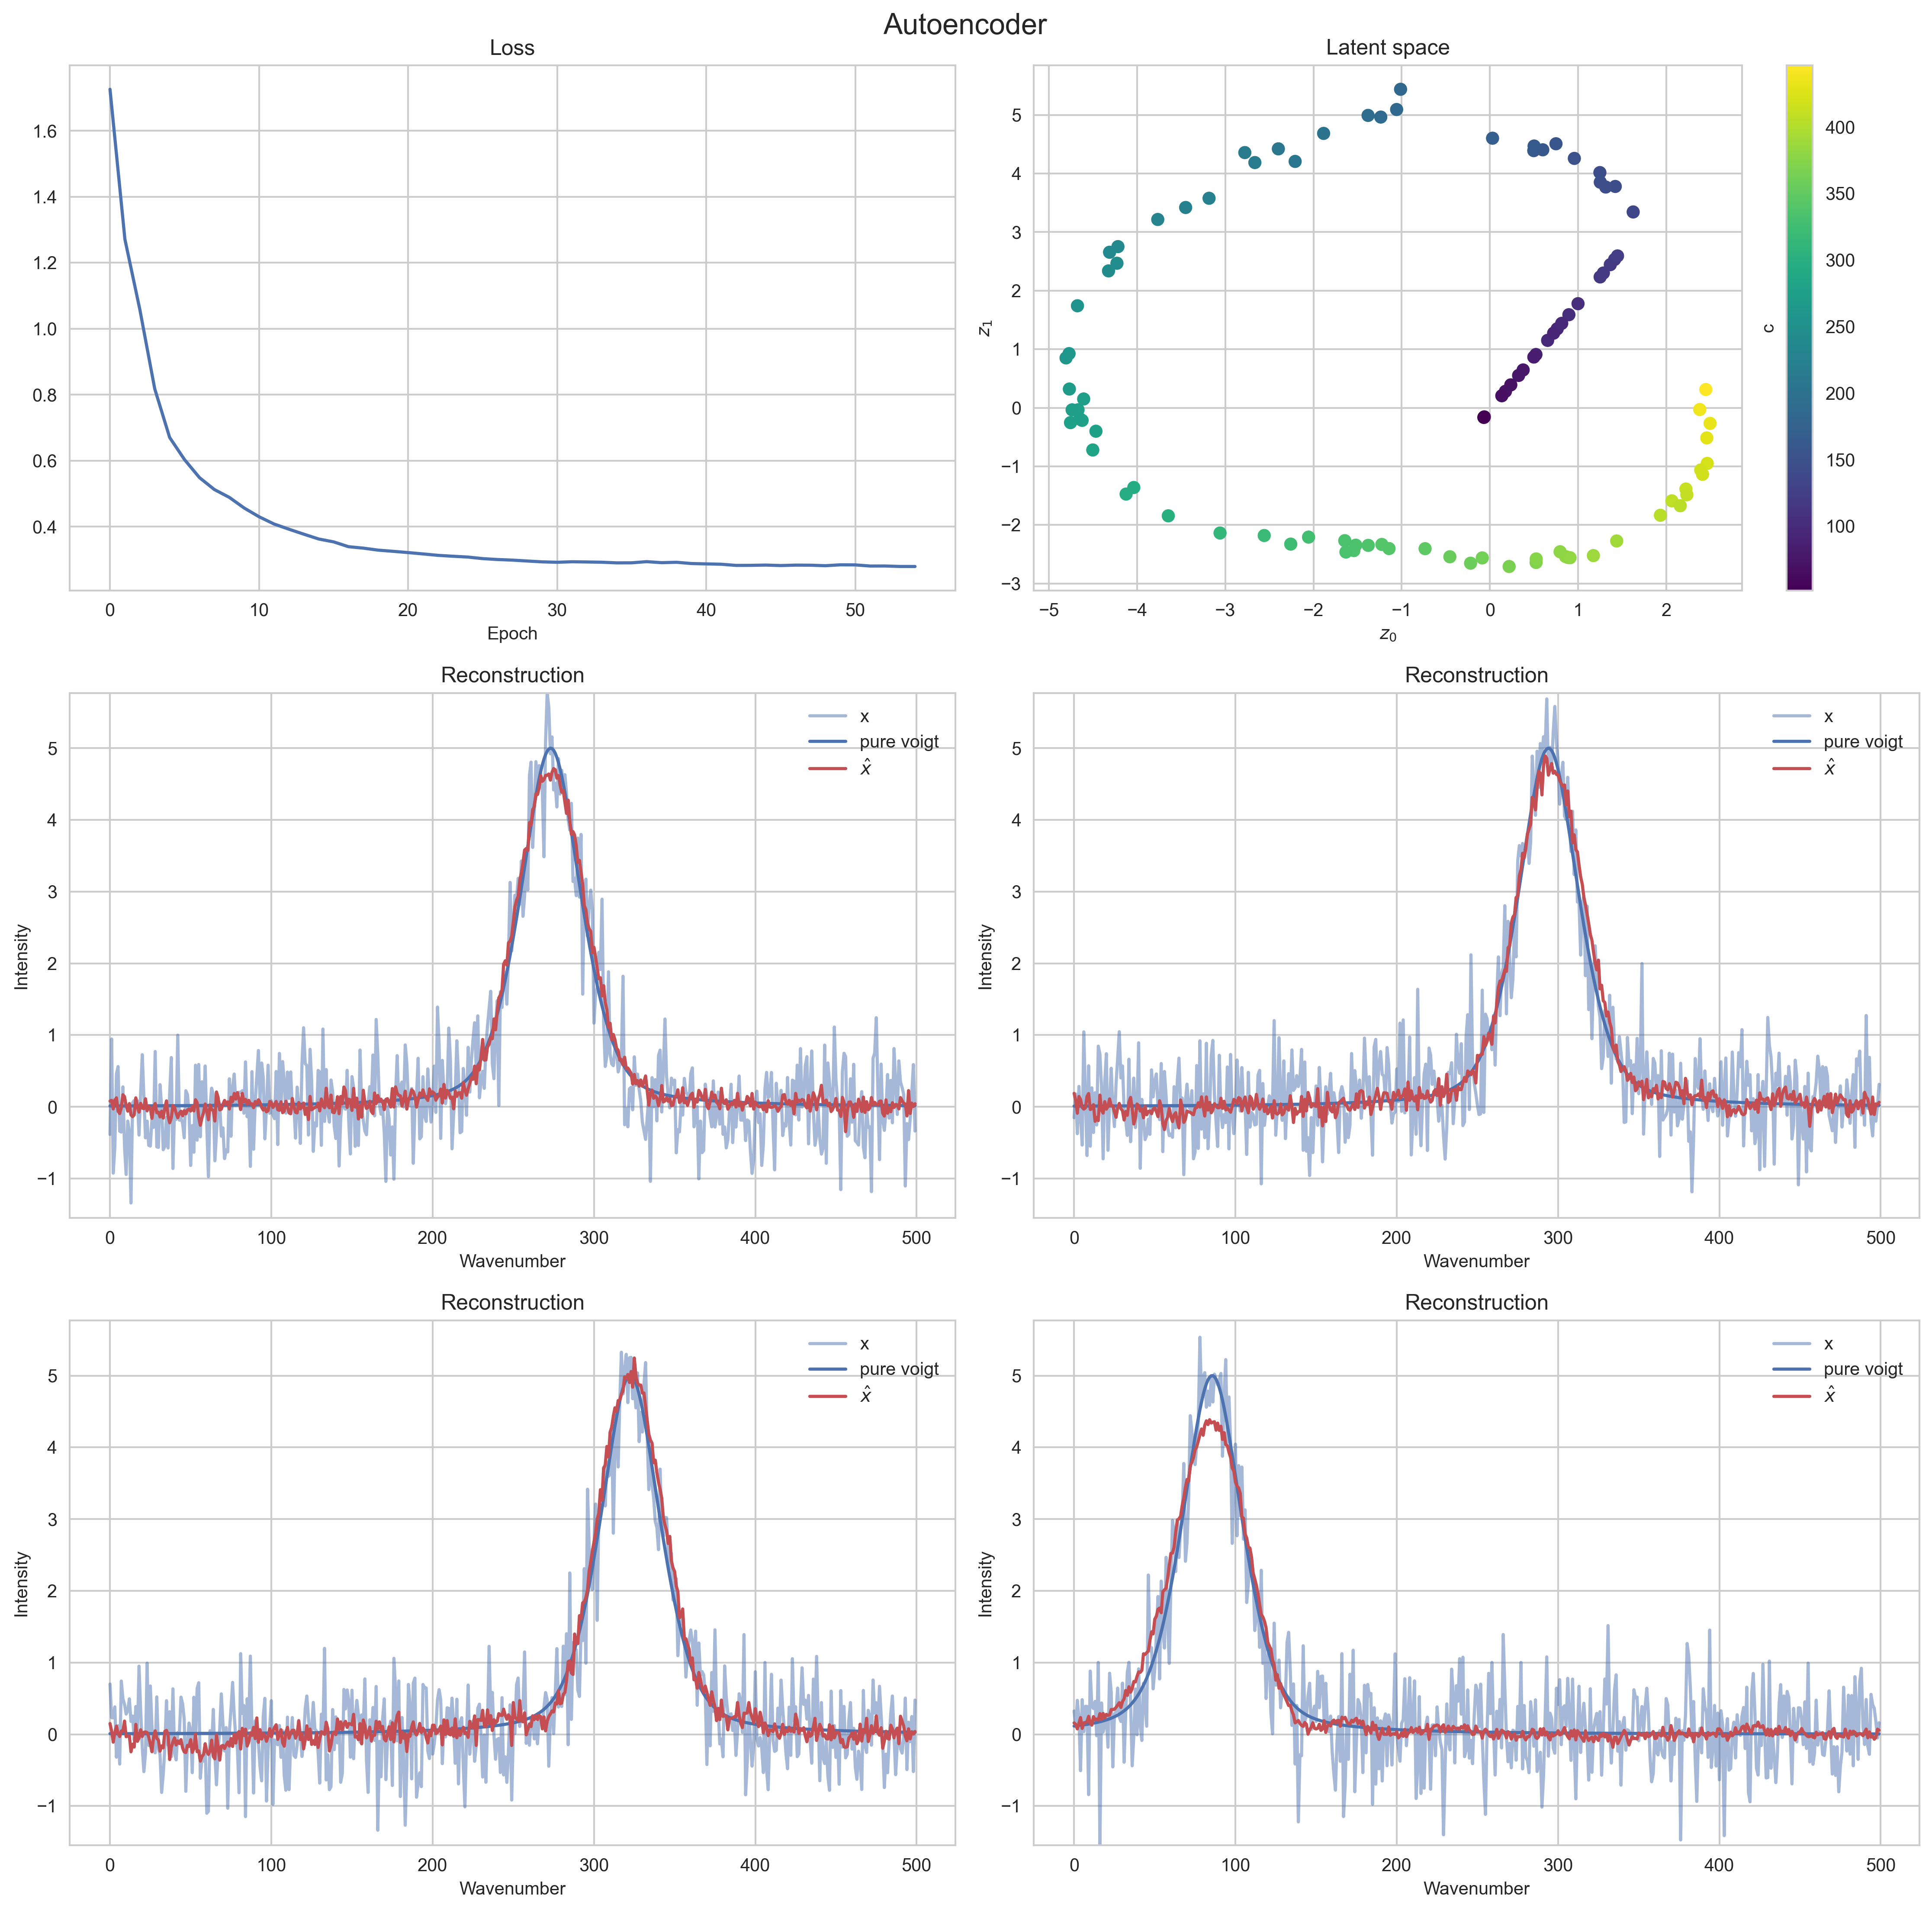 Autoencoder
Loss
1.6
1.4
1.2
1.0
0.8
0.6
0.4
0 10 20 30 40 50
Epoch
Latent space
5
4
3
2
1
0
−1
−2
−3
z₁
−5 −4 −3 −2 −1 0 1 2
z₀
400
350
300
250
200
150
100
c
Reconstruction
x
pure voigt
x̂
5
4
3
2
1
0
−1
Intensity
0 100 200 300 400 500
Wavenumber
Reconstruction
x
pure voigt
x̂
5
4
3
2
1
0
−1
Intensity
0 100 200 300 400 500
Wavenumber
Reconstruction
x
pure voigt
x̂
5
4
3
2
1
0
−1
Intensity
0 100 200 300 400 500
Wavenumber
Reconstruction
x
pure voigt
x̂
5
4
3
2
1
0
−1
Intensity
0 100 200 300 400 500
Wavenumber